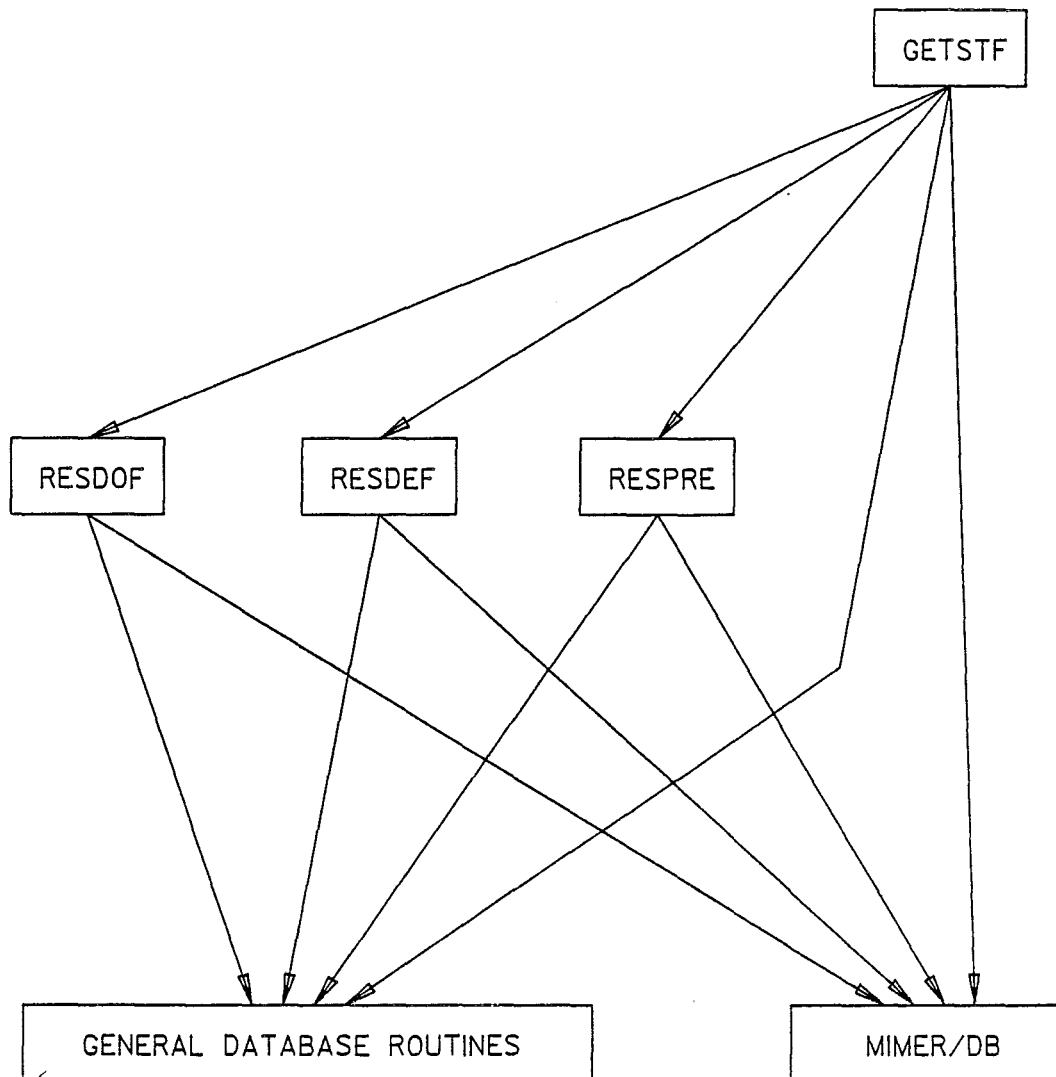 GETSTF
RESDOF
RESDEF
RESPRE
GENERAL DATABASE ROUTINES
MIMER/DB